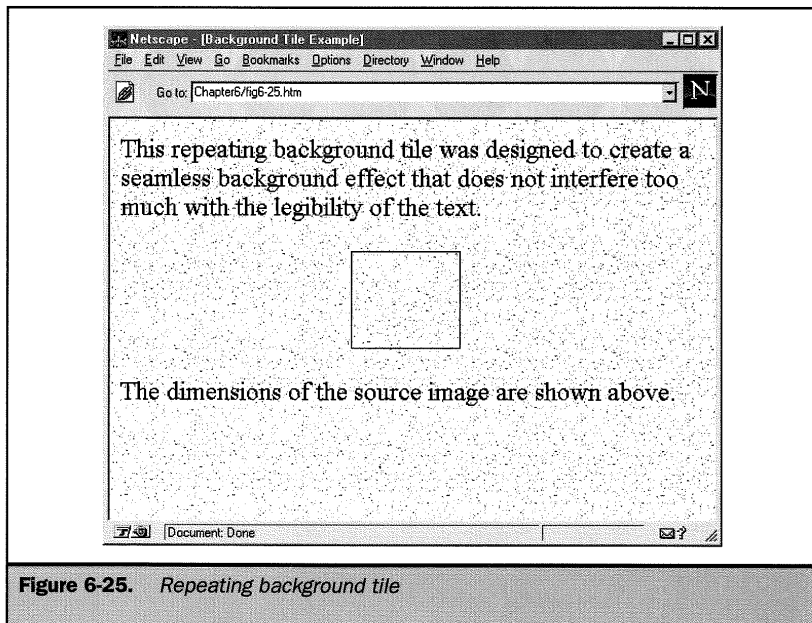 Netscape - [Background Tile Example]
File Edit View Go Bookmarks Options Directory Window Help
Go to: Chapter6/fig6-25.htm
N
This repeating background tile was designed to create a
seamless background effect that does not interfere too
much with the legibility of the text.
The dimensions of the source image are shown above.
Document: Done
?
Figure 6-25. Repeating background tile